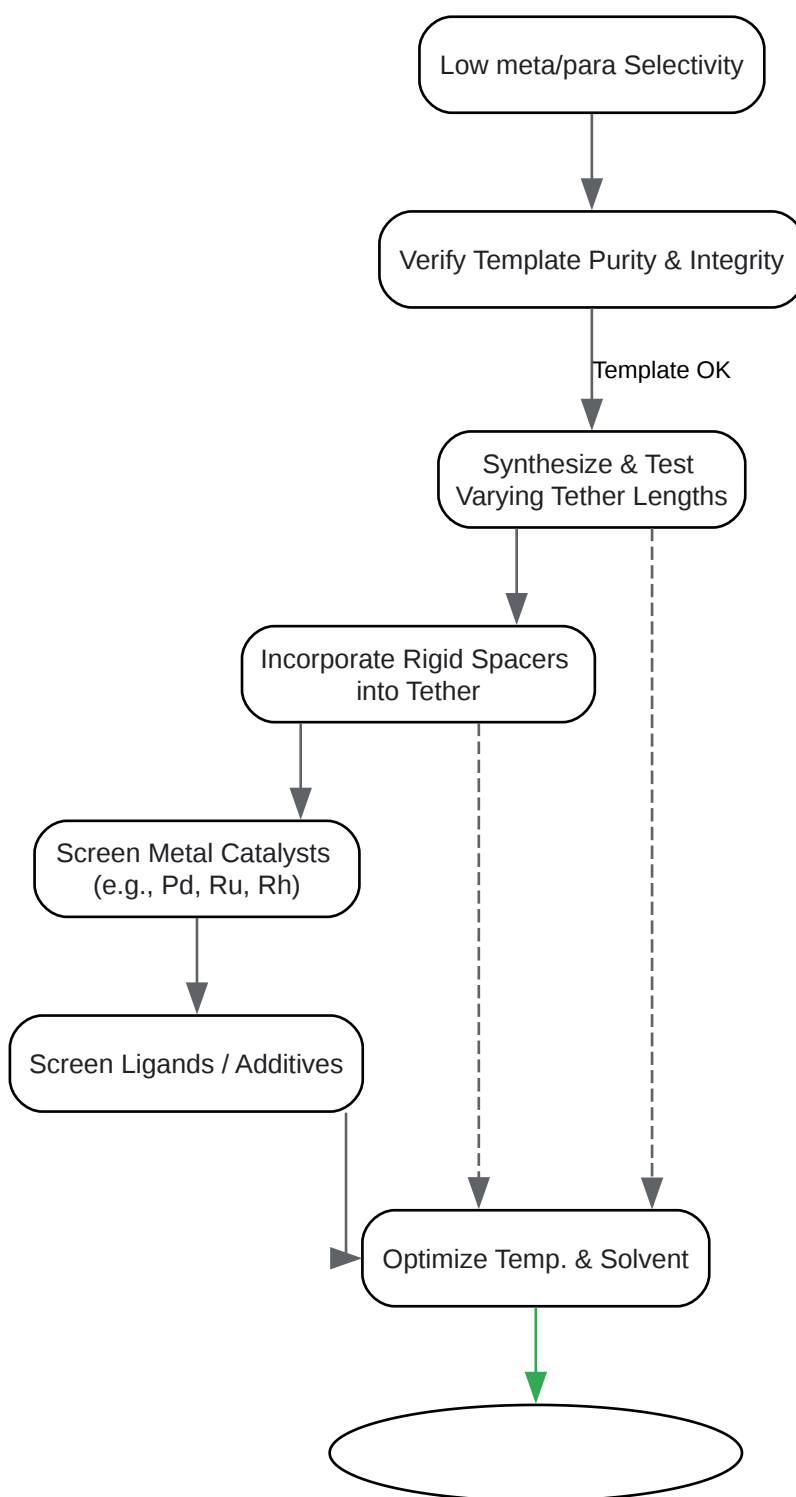 Low meta/para Selectivity
Verify Template Purity & Integrity
Template OK
Synthesize & Test
Varying Tether Lengths
Incorporate Rigid Spacers
into Tether
Screen Metal Catalysts
(e.g., Pd, Ru, Rh)
Screen Ligands / Additives
Optimize Temp. & Solvent